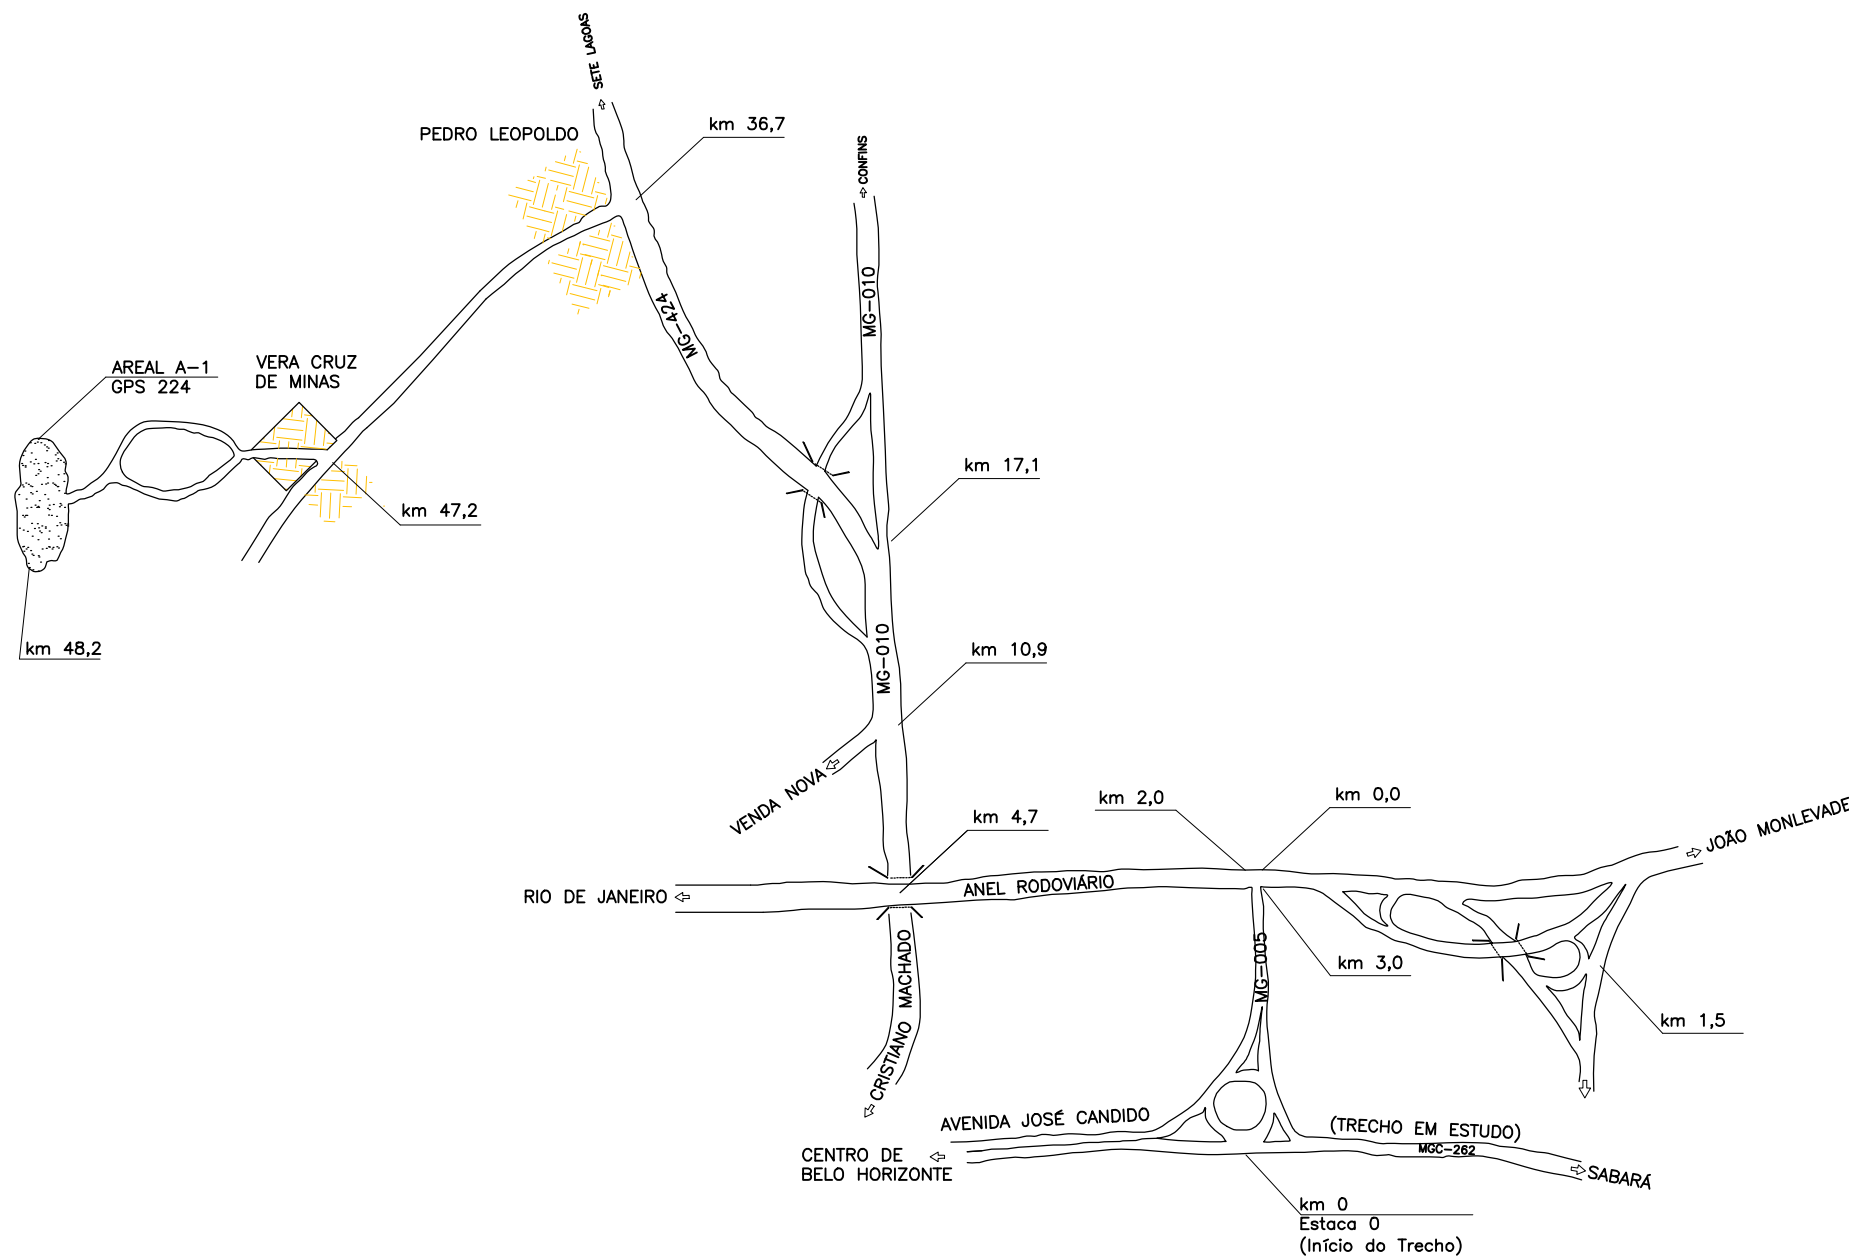 SETE LAGOAS
PEDRO LEOPOLDO
km 36,7
CONFINS
MG-010
MG-424
AREAL A-1
GPS 224
VERA CRUZ
DE MINAS
km 17,1
km 47,2
km 48,2
MG-010
km 10,9
VENDA NOVA
km 4,7
km 2,0
km 0,0
JOÃO MONLEVADE
RIO DE JANEIRO
ANEL RODOVIÁRIO
CRISTIANO MACHADO
MG-005
km 3,0
km 1,5
AVENIDA JOSÉ CANDIDO
(TRECHO EM ESTUDO)
MGC-262
CENTRO DE
BELO HORIZONTE
SABARÁ
km 0
Estaca 0
(Início do Trecho)